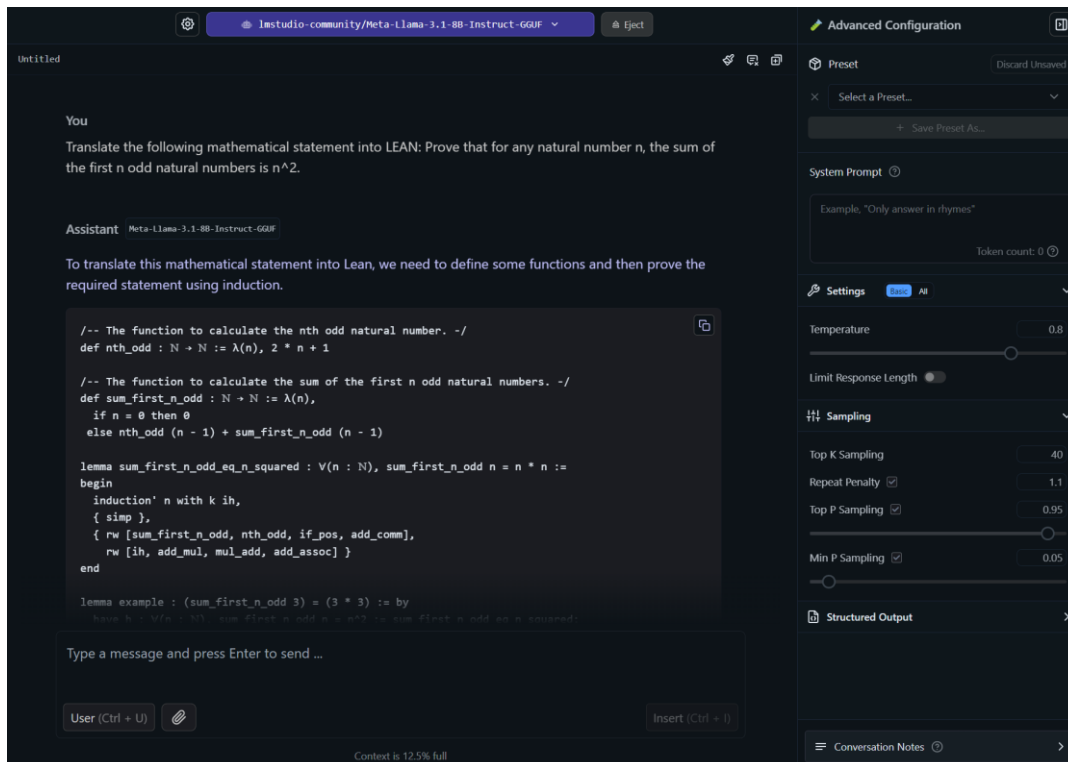 lmstudio-community/Meta-Llama-3.1-8B-Instruct-GGUF
Eject
Untitled
You
Translate the following mathematical statement into LEAN: Prove that for any natural number n, the sum of
the first n odd natural numbers is n^2.
Assistant Meta-Llama-3.1-8B-Instruct-GGUF
To translate this mathematical statement into Lean, we need to define some functions and then prove the
required statement using induction.
/-- The function to calculate the nth odd natural number. -/
def nth_odd : ℕ → ℕ := λ(n), 2 * n + 1
/-- The function to calculate the sum of the first n odd natural numbers. -/
def sum_first_n_odd : ℕ → ℕ := λ(n),
if n = 0 then 0
else nth_odd (n - 1) + sum_first_n_odd (n - 1)
lemma sum_first_n_odd_eq_n_squared : ∀(n : ℕ), sum_first_n_odd n = n * n :=
begin
induction' n with k ih,
{ simp },
{ rw [sum_first_n_odd, nth_odd, if_pos, add_comm],
rw [ih, add_mul, mul_add, add_assoc] }
end
lemma example : (sum_first_n_odd 3) = (3 * 3) := by
have h : ∀(n : ℕ), sum_first_n_odd n = n^2 := sum_first_n_odd_eq_n_squared;
Type a message and press Enter to send ...
User (Ctrl + U)
Insert (Ctrl + I)
Context is 12.5% full
Advanced Configuration
Preset
Discard Unsaved
Select a Preset...
+ Save Preset As...
System Prompt
Example, "Only answer in rhymes"
Token count: 0
Settings Basic All
Temperature 0.8
Limit Response Length
Sampling
Top K Sampling 40
Repeat Penalty 1.1
Top P Sampling 0.95
Min P Sampling 0.05
Structured Output
Conversation Notes